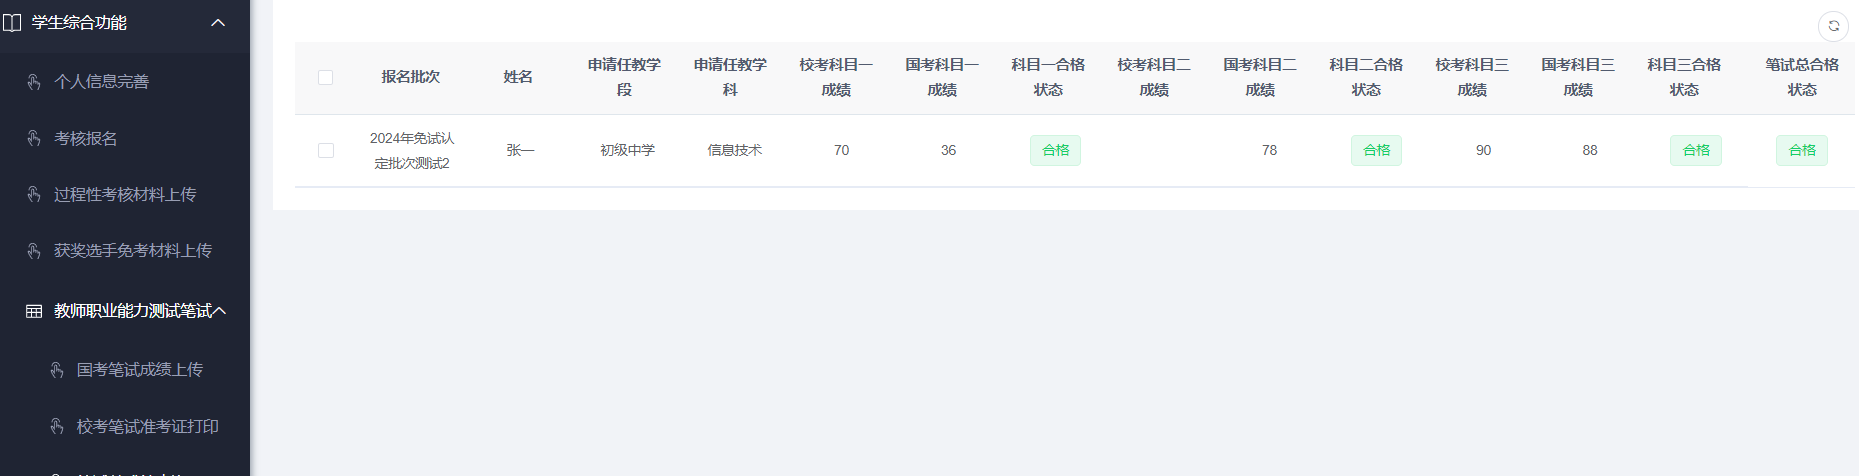 学生综合功能
个人信息完善
考核报名
过程性考核材料上传
获奖选手免考材料上传
教师职业能力测试笔试
国考笔试成绩上传
校考笔试准考证打印
报名批次
姓名
申请任教学
段
申请任教学
科
校考科目一
成绩
国考科目一
成绩
科目一合格
状态
校考科目二
成绩
国考科目二
成绩
科目二合格
状态
校考科目三
成绩
国考科目三
成绩
科目三合格
状态
笔试总合格
状态
2024年免试认
定批次测试2
张一
初级中学
信息技术
70
36
合格
78
合格
90
88
合格
合格